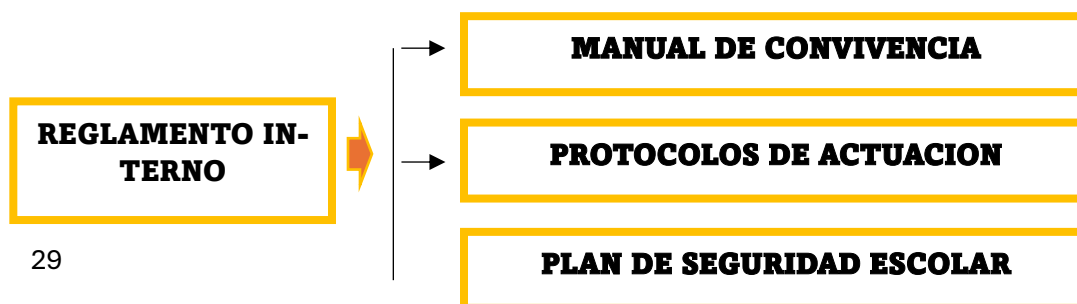 MANUAL DE CONVIVENCIA
REGLAMENTO IN-
TERNO
PROTOCOLOS DE ACTUACION
29
PLAN DE SEGURIDAD ESCOLAR